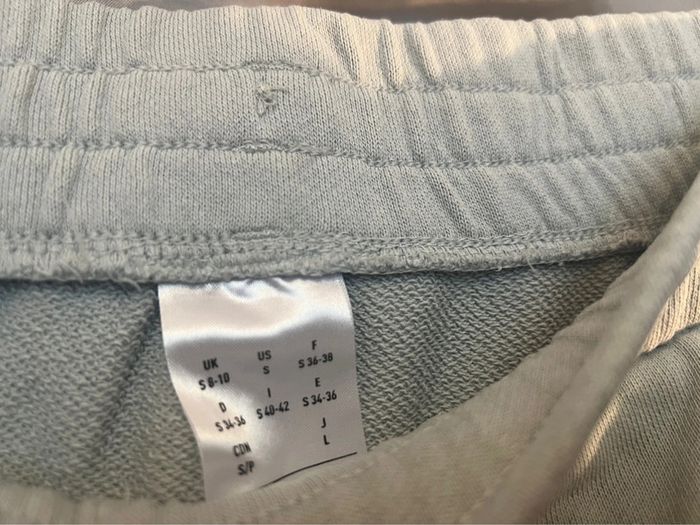 UK US F
S 8-10 S S 36-38
D I E
S 34-36 S 40-42 S 34-36
CDN J
S/P L